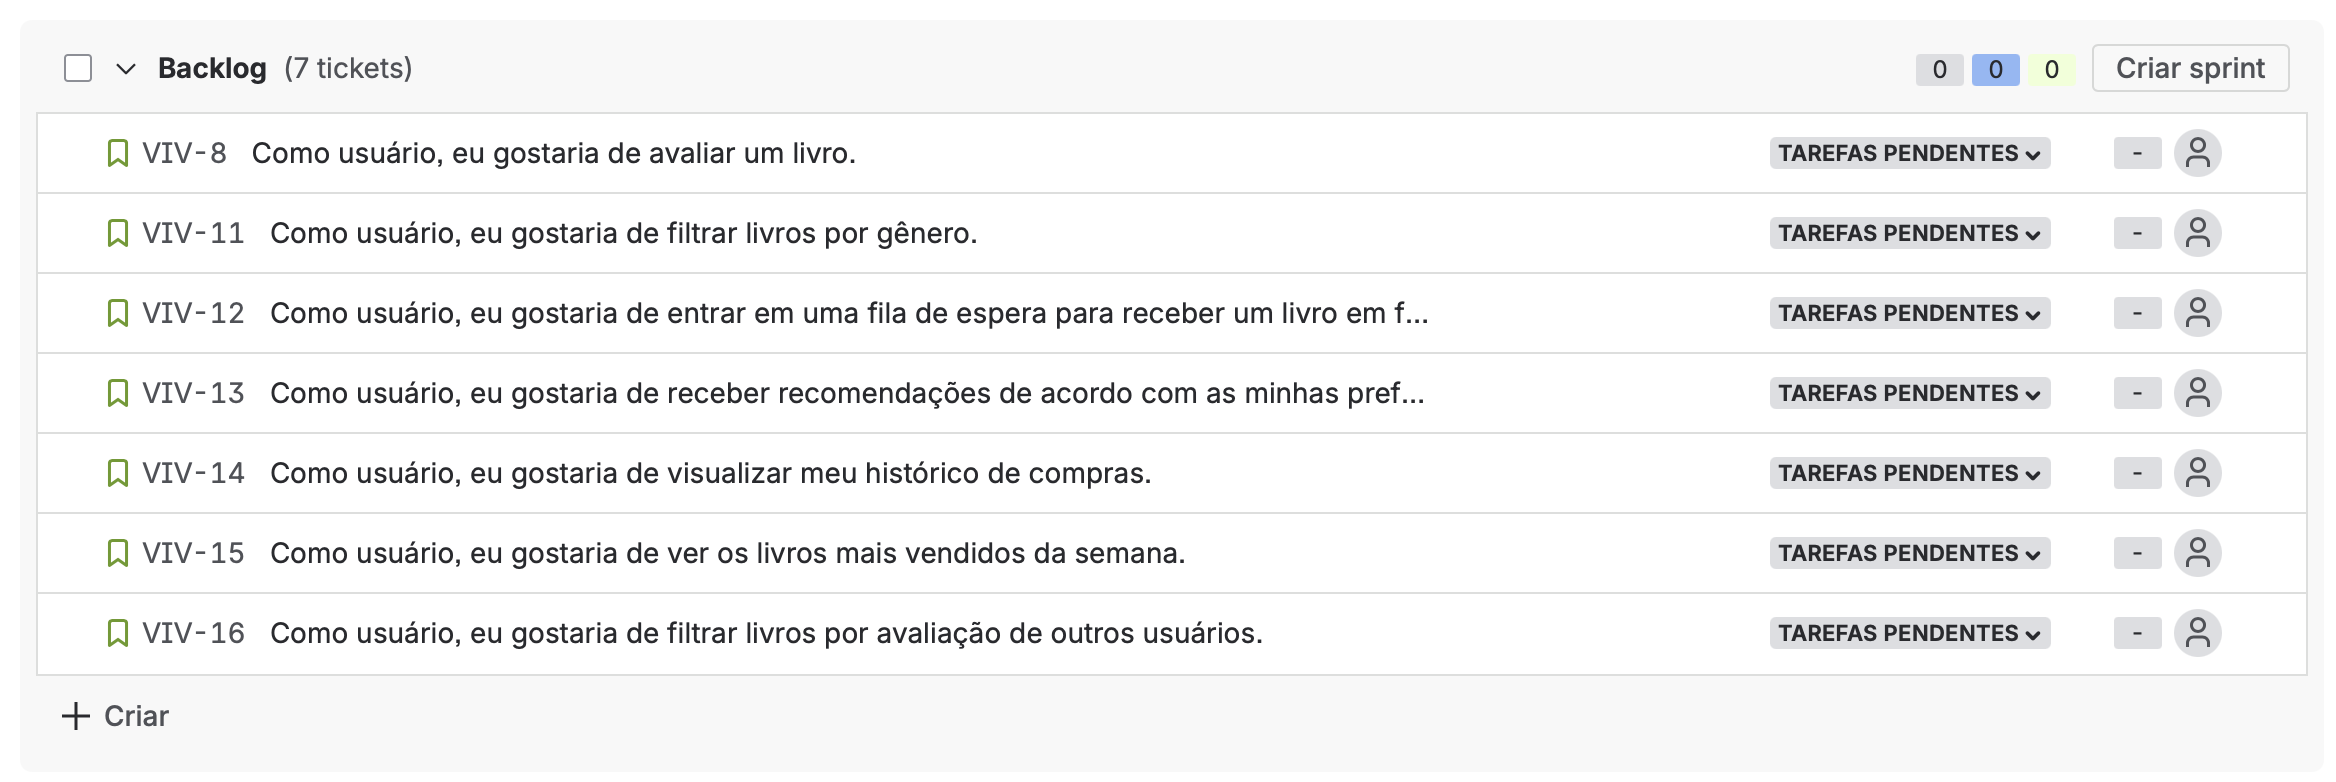 Backlog (7 tickets) 0 0 0 Criar sprint
VIV-8 Como usuário, eu gostaria de avaliar um livro. TAREFAS PENDENTES -
VIV-11 Como usuário, eu gostaria de filtrar livros por gênero. TAREFAS PENDENTES -
VIV-12 Como usuário, eu gostaria de entrar em uma fila de espera para receber um livro em f... TAREFAS PENDENTES -
VIV-13 Como usuário, eu gostaria de receber recomendações de acordo com as minhas pref... TAREFAS PENDENTES -
VIV-14 Como usuário, eu gostaria de visualizar meu histórico de compras. TAREFAS PENDENTES -
VIV-15 Como usuário, eu gostaria de ver os livros mais vendidos da semana. TAREFAS PENDENTES -
VIV-16 Como usuário, eu gostaria de filtrar livros por avaliação de outros usuários. TAREFAS PENDENTES -
Criar